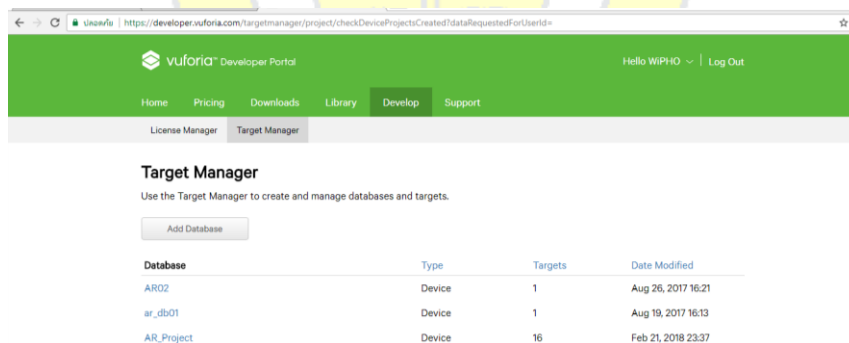 ปลอดภัย | https://developer.vuforia.com/targetmanager/project/checkDeviceProjectsCreated?dataRequestedForUserId=
vuforia™ Developer Portal
Hello WiPHO | Log Out
Home Pricing Downloads Library Develop Support
License Manager Target Manager
Target Manager
Use the Target Manager to create and manage databases and targets.
Add Database
Database Type Targets Date Modified
AR02 Device 1 Aug 26, 2017 16:21
ar_db01 Device 1 Aug 19, 2017 16:13
AR_Project Device 16 Feb 21, 2018 23:37